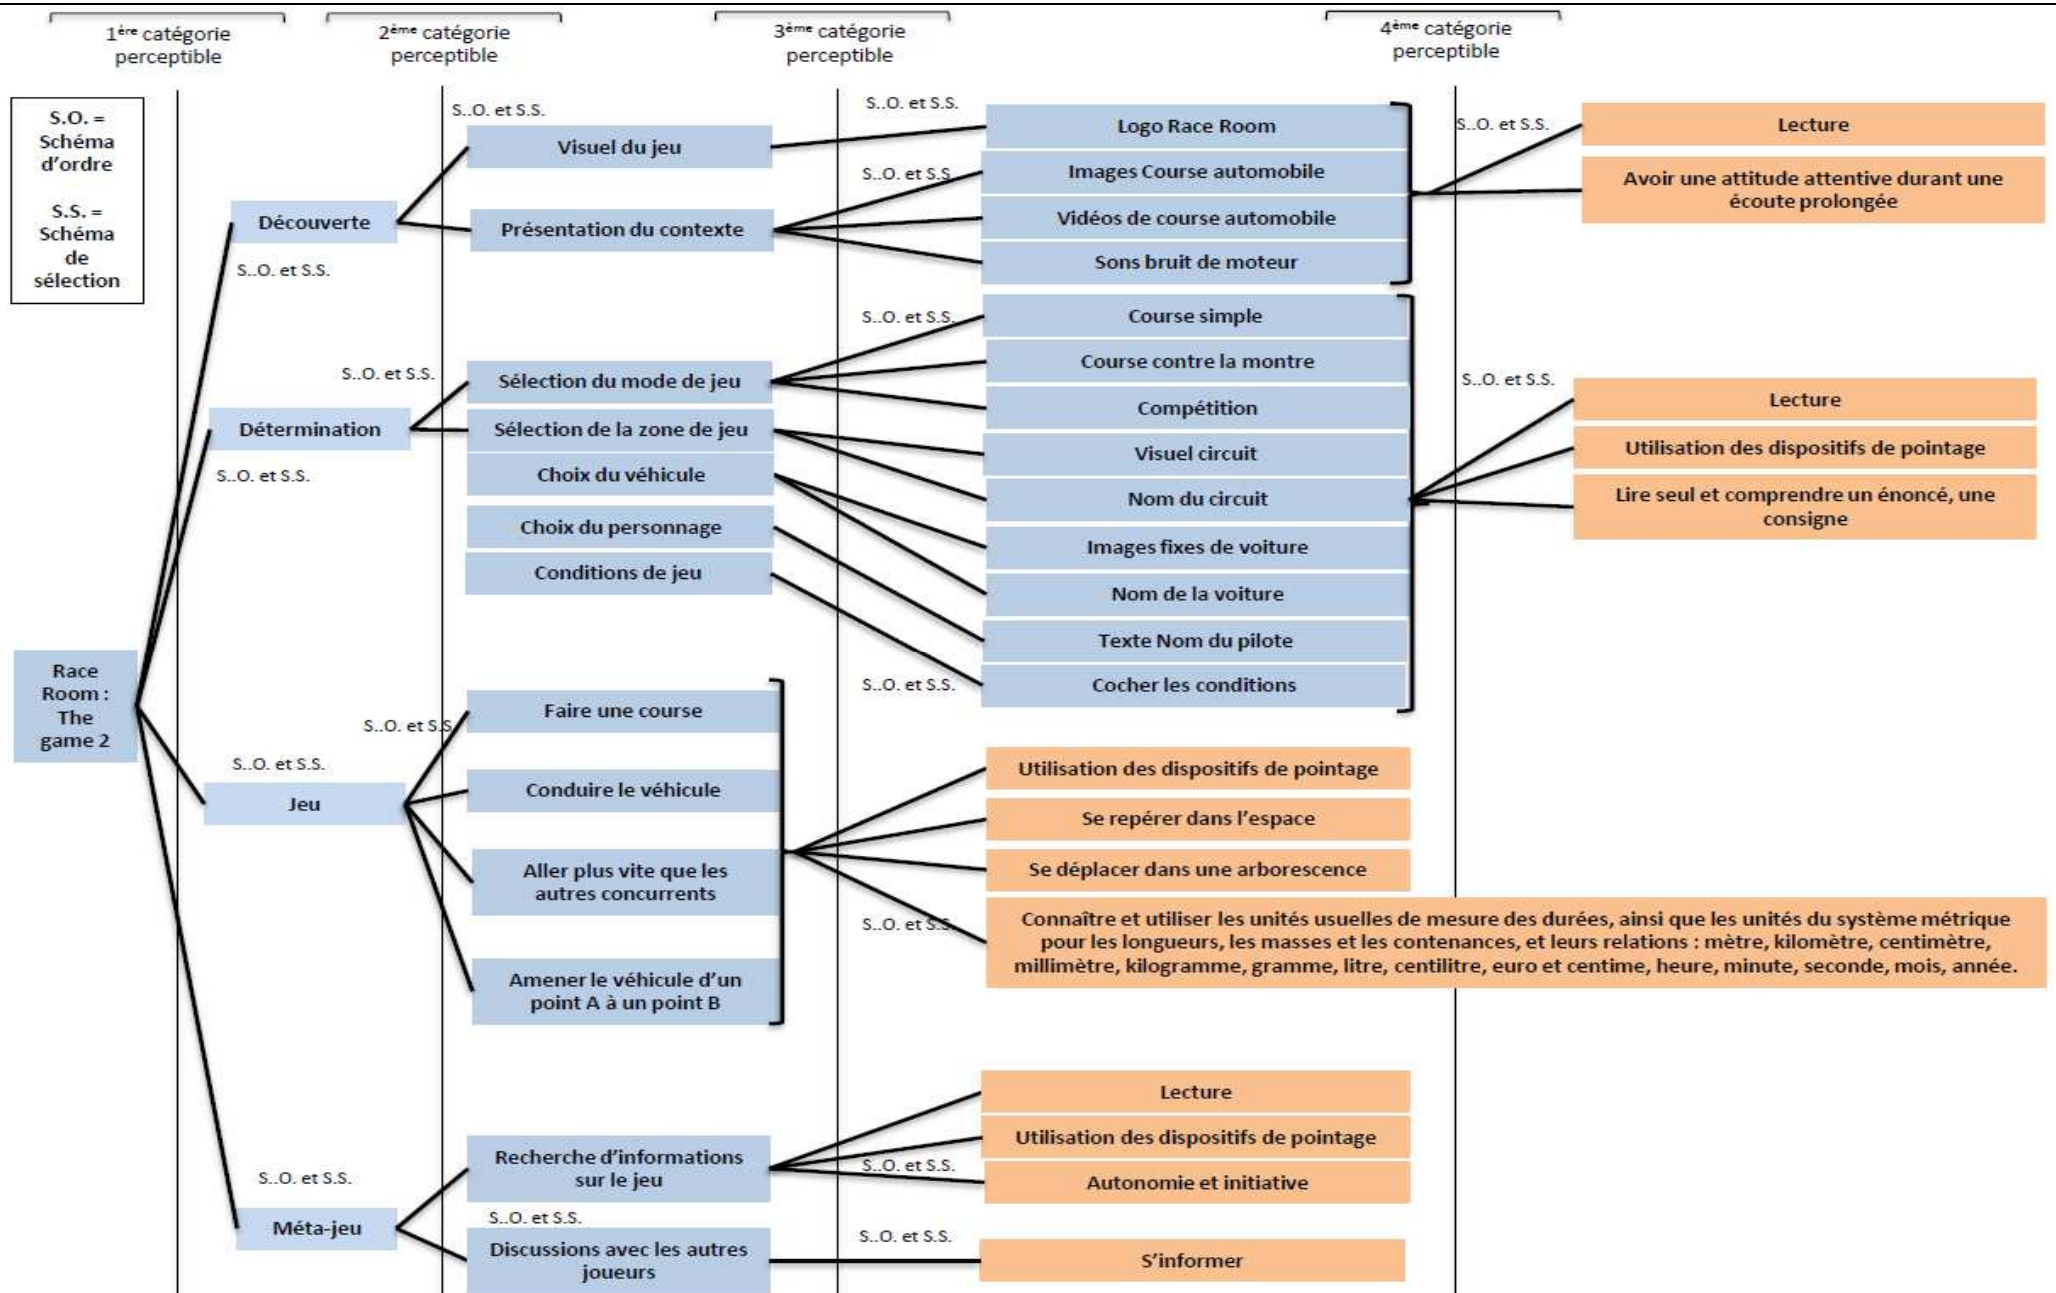 1ère catégorie
perceptible
2ème catégorie
perceptible
3ème catégorie
perceptible
4ème catégorie
perceptible
S.O. =
Schéma
d'ordre
S.S. =
Schéma
de
sélection
Race
Room :
The
game 2
S..O. et S.S.
Découverte
S..O. et S.S.
Visuel du jeu
Présentation du contexte
S..O. et S.S.
Logo Race Room
S..O. et S.S.
Images Course automobile
Vidéos de course automobile
Sons bruit de moteur
S..O. et S.S.
Lecture
Avoir une attitude attentive durant une
écoute prolongée
S..O. et S.S.
Détermination
S..O. et S.S.
Sélection du mode de jeu
Sélection de la zone de jeu
Choix du véhicule
Choix du personnage
Conditions de jeu
S..O. et S.S.
Course simple
Course contre la montre
Compétition
Visuel circuit
Nom du circuit
Images fixes de voiture
Nom de la voiture
Texte Nom du pilote
S..O. et S.S.
Cocher les conditions
S..O. et S.S.
Lecture
Utilisation des dispositifs de pointage
Lire seul et comprendre un énoncé, une
consigne
S..O. et S.S.
Jeu
S..O. et S.S
Faire une course
Conduire le véhicule
Aller plus vite que les
autres concurrents
Amener le véhicule d'un
point A à un point B
Utilisation des dispositifs de pointage
Se repérer dans l'espace
Se déplacer dans une arborescence
S..O. et S.S.
Connaître et utiliser les unités usuelles de mesure des durées, ainsi que les unités du système métrique
pour les longueurs, les masses et les contenances, et leurs relations : mètre, kilomètre, centimètre,
millimètre, kilogramme, gramme, litre, centilitre, euro et centime, heure, minute, seconde, mois, année.
S..O. et S.S.
Méta-jeu
Recherche d'informations
sur le jeu
S..O. et S.S.
Discussions avec les autres
joueurs
Lecture
Utilisation des dispositifs de pointage
S..O. et S.S.
Autonomie et initiative
S..O. et S.S.
S'informer